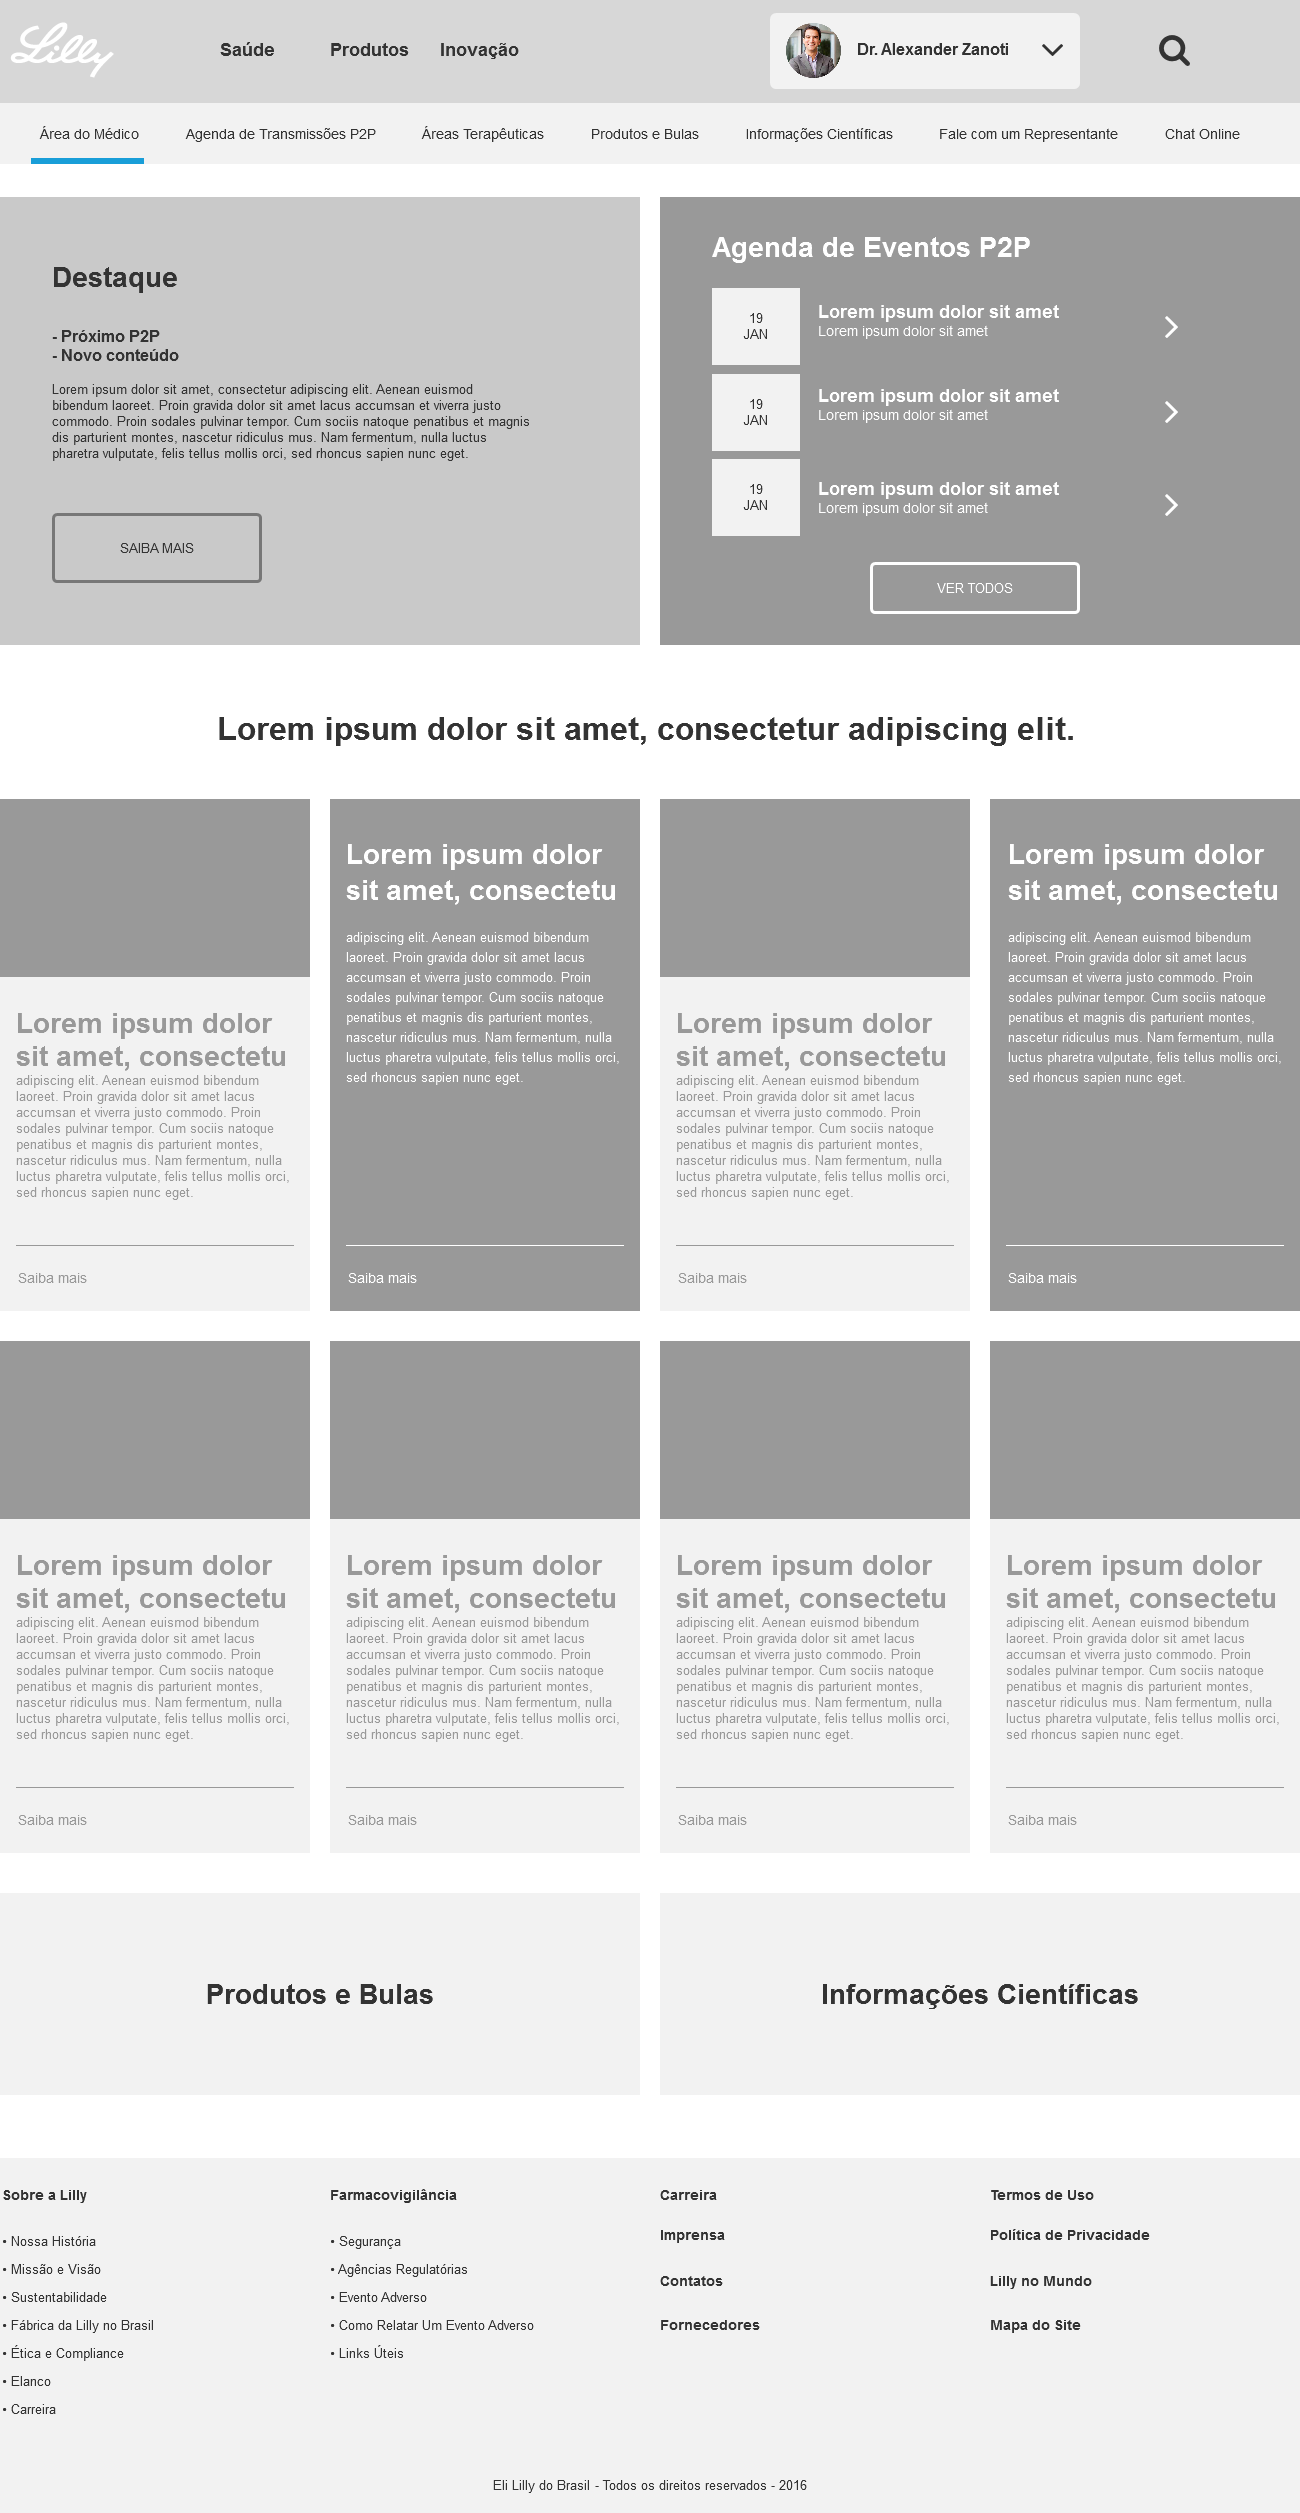 Lilly
Saúde
Produtos
Inovação
Dr. Alexander Zanoti
Área do Médico
Agenda de Transmissões P2P
Áreas Terapêuticas
Produtos e Bulas
Informações Científicas
Fale com um Representante
Chat Online
Destaque
- Próximo P2P
- Novo conteúdo
Lorem ipsum dolor sit amet, consectetur adipiscing elit. Aenean euismod
bibendum laoreet. Proin gravida dolor sit amet lacus accumsan et viverra justo
commodo. Proin sodales pulvinar tempor. Cum sociis natoque penatibus et magnis
dis parturient montes, nascetur ridiculus mus. Nam fermentum, nulla luctus
pharetra vulputate, felis tellus mollis orci, sed rhoncus sapien nunc eget.
SAIBA MAIS
Agenda de Eventos P2P
19
JAN
Lorem ipsum dolor sit amet
Lorem ipsum dolor sit amet
19
JAN
Lorem ipsum dolor sit amet
Lorem ipsum dolor sit amet
19
JAN
Lorem ipsum dolor sit amet
Lorem ipsum dolor sit amet
VER TODOS
Lorem ipsum dolor sit amet, consectetur adipiscing elit.
Lorem ipsum dolor
sit amet, consectetu
adipiscing elit. Aenean euismod bibendum
laoreet. Proin gravida dolor sit amet lacus
accumsan et viverra justo commodo. Proin
sodales pulvinar tempor. Cum sociis natoque
penatibus et magnis dis parturient montes,
nascetur ridiculus mus. Nam fermentum, nulla
luctus pharetra vulputate, felis tellus mollis orci,
sed rhoncus sapien nunc eget.
Saiba mais
Lorem ipsum dolor
sit amet, consectetu
adipiscing elit. Aenean euismod bibendum
laoreet. Proin gravida dolor sit amet lacus
accumsan et viverra justo commodo. Proin
sodales pulvinar tempor. Cum sociis natoque
penatibus et magnis dis parturient montes,
nascetur ridiculus mus. Nam fermentum, nulla
luctus pharetra vulputate, felis tellus mollis orci,
sed rhoncus sapien nunc eget.
Saiba mais
Lorem ipsum dolor
sit amet, consectetu
adipiscing elit. Aenean euismod bibendum
laoreet. Proin gravida dolor sit amet lacus
accumsan et viverra justo commodo. Proin
sodales pulvinar tempor. Cum sociis natoque
penatibus et magnis dis parturient montes,
nascetur ridiculus mus. Nam fermentum, nulla
luctus pharetra vulputate, felis tellus mollis orci,
sed rhoncus sapien nunc eget.
Saiba mais
Lorem ipsum dolor
sit amet, consectetu
adipiscing elit. Aenean euismod bibendum
laoreet. Proin gravida dolor sit amet lacus
accumsan et viverra justo commodo. Proin
sodales pulvinar tempor. Cum sociis natoque
penatibus et magnis dis parturient montes,
nascetur ridiculus mus. Nam fermentum, nulla
luctus pharetra vulputate, felis tellus mollis orci,
sed rhoncus sapien nunc eget.
Saiba mais
Lorem ipsum dolor
sit amet, consectetu
adipiscing elit. Aenean euismod bibendum
laoreet. Proin gravida dolor sit amet lacus
accumsan et viverra justo commodo. Proin
sodales pulvinar tempor. Cum sociis natoque
penatibus et magnis dis parturient montes,
nascetur ridiculus mus. Nam fermentum, nulla
luctus pharetra vulputate, felis tellus mollis orci,
sed rhoncus sapien nunc eget.
Saiba mais
Lorem ipsum dolor
sit amet, consectetu
adipiscing elit. Aenean euismod bibendum
laoreet. Proin gravida dolor sit amet lacus
accumsan et viverra justo commodo. Proin
sodales pulvinar tempor. Cum sociis natoque
penatibus et magnis dis parturient montes,
nascetur ridiculus mus. Nam fermentum, nulla
luctus pharetra vulputate, felis tellus mollis orci,
sed rhoncus sapien nunc eget.
Saiba mais
Lorem ipsum dolor
sit amet, consectetu
adipiscing elit. Aenean euismod bibendum
laoreet. Proin gravida dolor sit amet lacus
accumsan et viverra justo commodo. Proin
sodales pulvinar tempor. Cum sociis natoque
penatibus et magnis dis parturient montes,
nascetur ridiculus mus. Nam fermentum, nulla
luctus pharetra vulputate, felis tellus mollis orci,
sed rhoncus sapien nunc eget.
Saiba mais
Lorem ipsum dolor
sit amet, consectetu
adipiscing elit. Aenean euismod bibendum
laoreet. Proin gravida dolor sit amet lacus
accumsan et viverra justo commodo. Proin
sodales pulvinar tempor. Cum sociis natoque
penatibus et magnis dis parturient montes,
nascetur ridiculus mus. Nam fermentum, nulla
luctus pharetra vulputate, felis tellus mollis orci,
sed rhoncus sapien nunc eget.
Saiba mais
Produtos e Bulas
Informações Científicas
Sobre a Lilly
• Nossa História
• Missão e Visão
• Sustentabilidade
• Fábrica da Lilly no Brasil
• Ética e Compliance
• Elanco
• Carreira
Farmacovigilância
• Segurança
• Agências Regulatórias
• Evento Adverso
• Como Relatar Um Evento Adverso
• Links Úteis
Carreira
Imprensa
Contatos
Fornecedores
Termos de Uso
Política de Privacidade
Lilly no Mundo
Mapa do Site
Eli Lilly do Brasil - Todos os direitos reservados - 2016